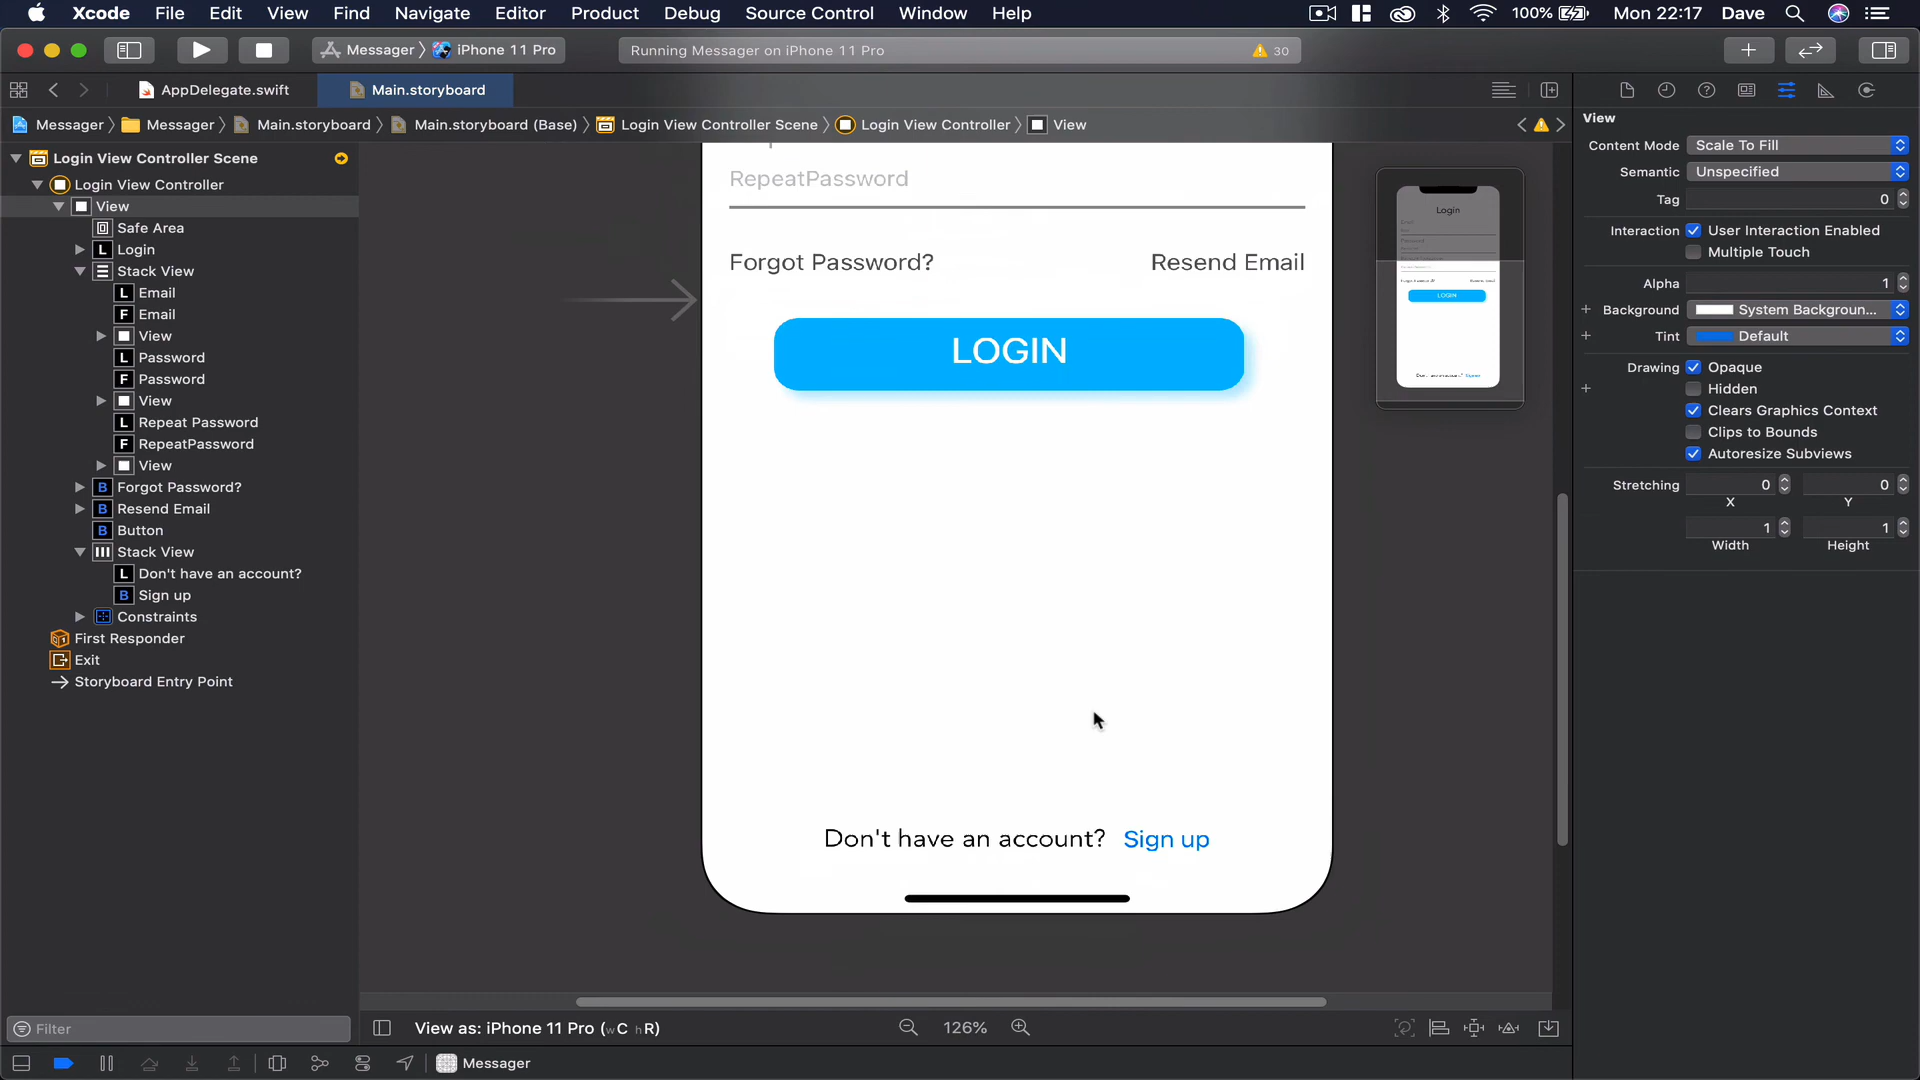 Xcode File Edit View Find Navigate Editor Product Debug Source Control Window Help 100% Mon 22:17 Dave
Messager iPhone 11 Pro Running Messager on iPhone 11 Pro 30
AppDelegate.swift Main.storyboard
Messager Messager Main.storyboard Main.storyboard (Base) Login View Controller Scene Login View Controller View
Login View Controller Scene
Login View Controller
View
Safe Area
L Login
Stack View
L Email
F Email
View
L Password
F Password
View
L Repeat Password
F RepeatPassword
View
B Forgot Password?
B Resend Email
B Button
Stack View
L Don't have an account?
B Sign up
Constraints
First Responder
Exit
Storyboard Entry Point
Filter
RepeatPassword
Forgot Password? Resend Email
LOGIN
Don't have an account? Sign up
Login
LOGIN
View as: iPhone 11 Pro (wC hR) 126%
Messager
View
Content Mode Scale To Fill
Semantic Unspecified
Tag 0
Interaction User Interaction Enabled
Multiple Touch
Alpha 1
Background System Backgroun...
Tint Default
Drawing Opaque
Hidden
Clears Graphics Context
Clips to Bounds
Autoresize Subviews
Stretching 0 0
X Y
1 1
Width Height